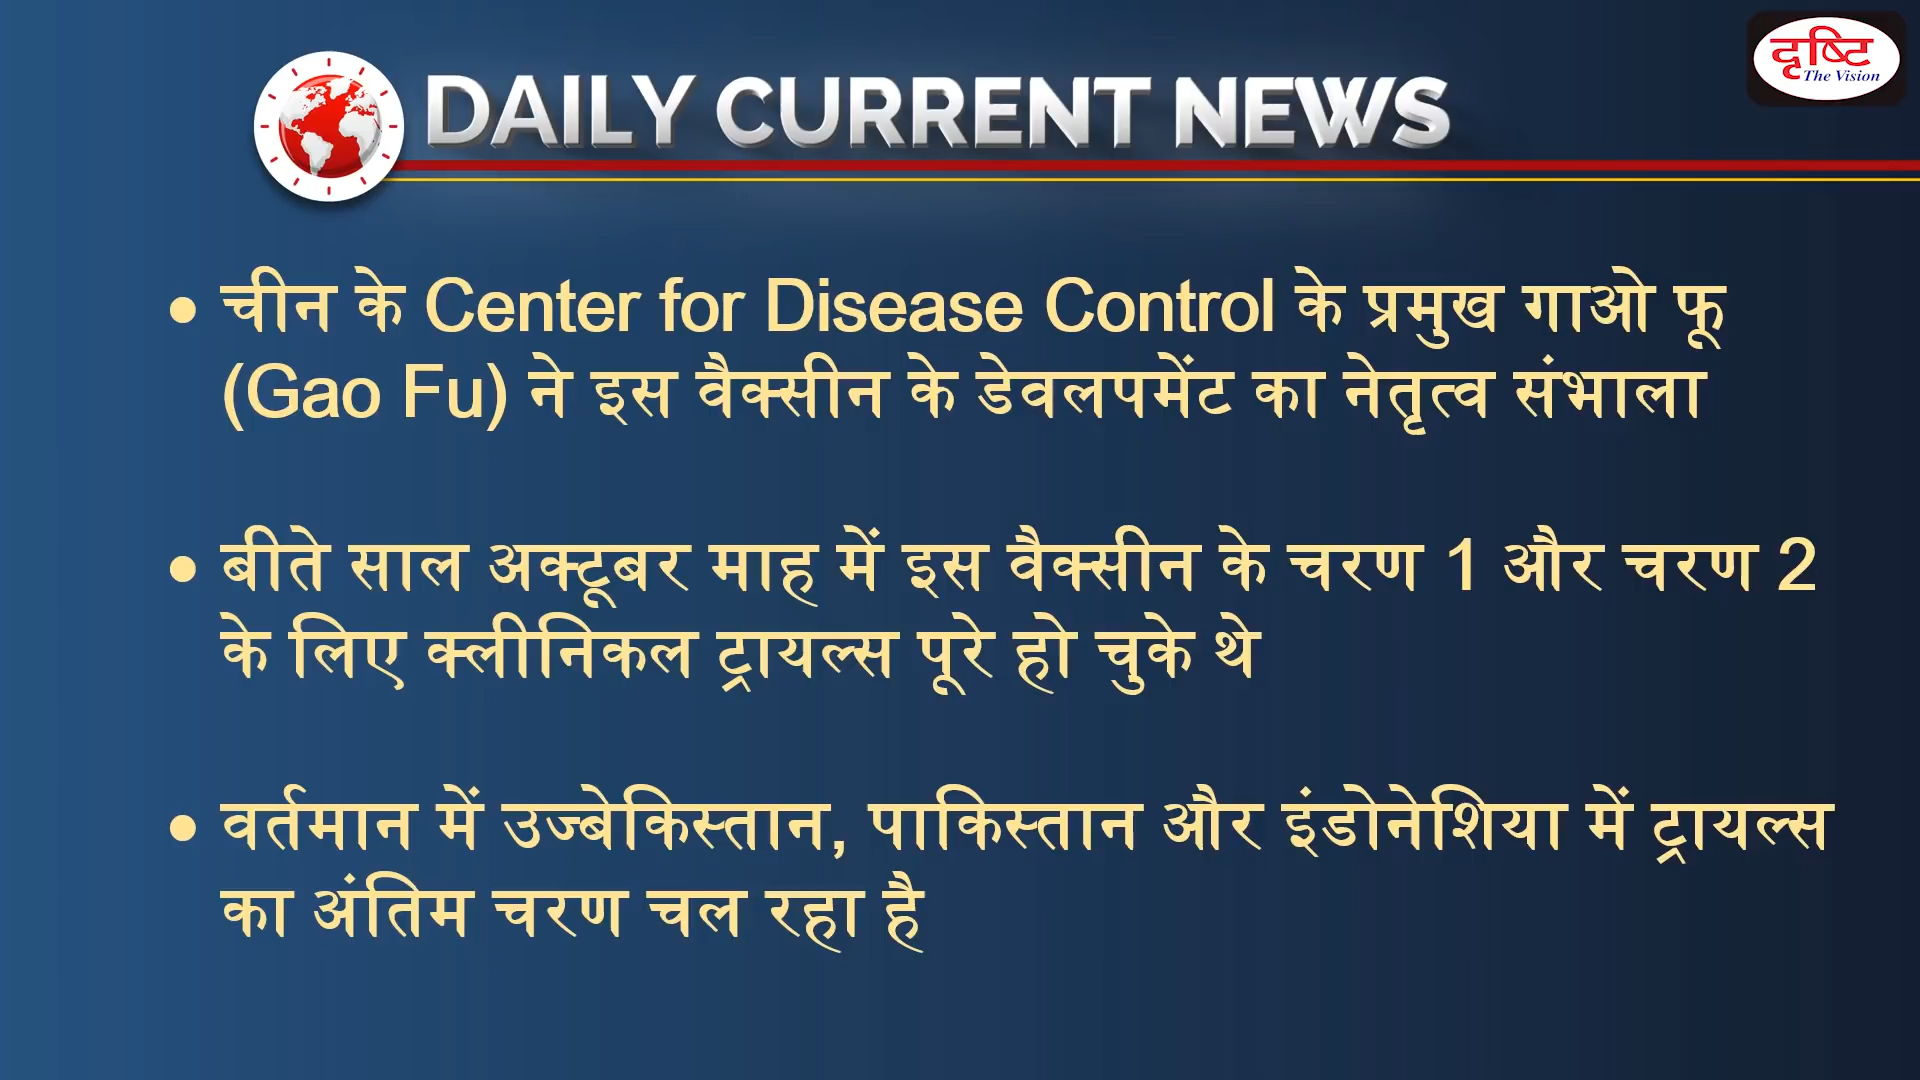 दृष्टि
The Vision
DAILY CURRENT NEWS
• चीन के Center for Disease Control के प्रमुख गाओ फू
(Gao Fu) ने इस वैक्सीन के डेवलपमेंट का नेतृत्व संभाला
• बीते साल अक्टूबर माह में इस वैक्सीन के चरण 1 और चरण 2
के लिए क्लीनिकल ट्रायल्स पूरे हो चुके थे
• वर्तमान में उज्बेकिस्तान, पाकिस्तान और इंडोनेशिया में ट्रायल्स
का अंतिम चरण चल रहा है